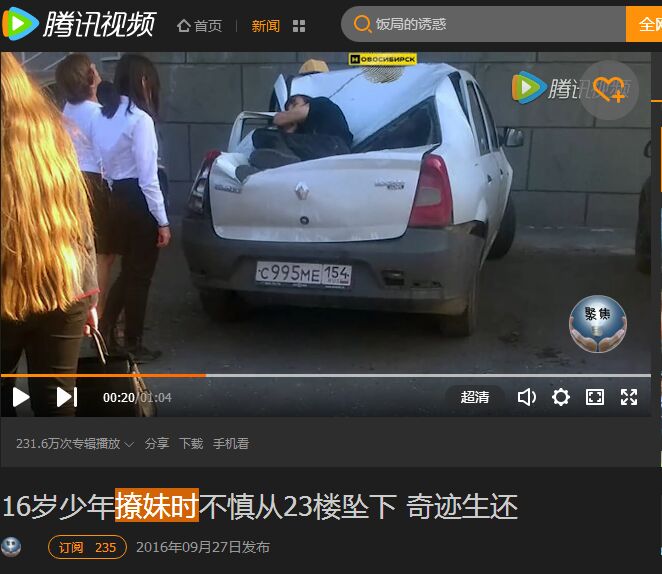 腾讯视频 首页 新闻 饭局的诱惑 全网
НОВОСИБИРСК
腾讯视频
С995МЕ 154
RUS
聚焦
00:20/01:04 超清
231.6万次专辑播放 分享 下载 手机看
16岁少年撩妹时不慎从23楼坠下 奇迹生还
订阅 235 2016年09月27日发布